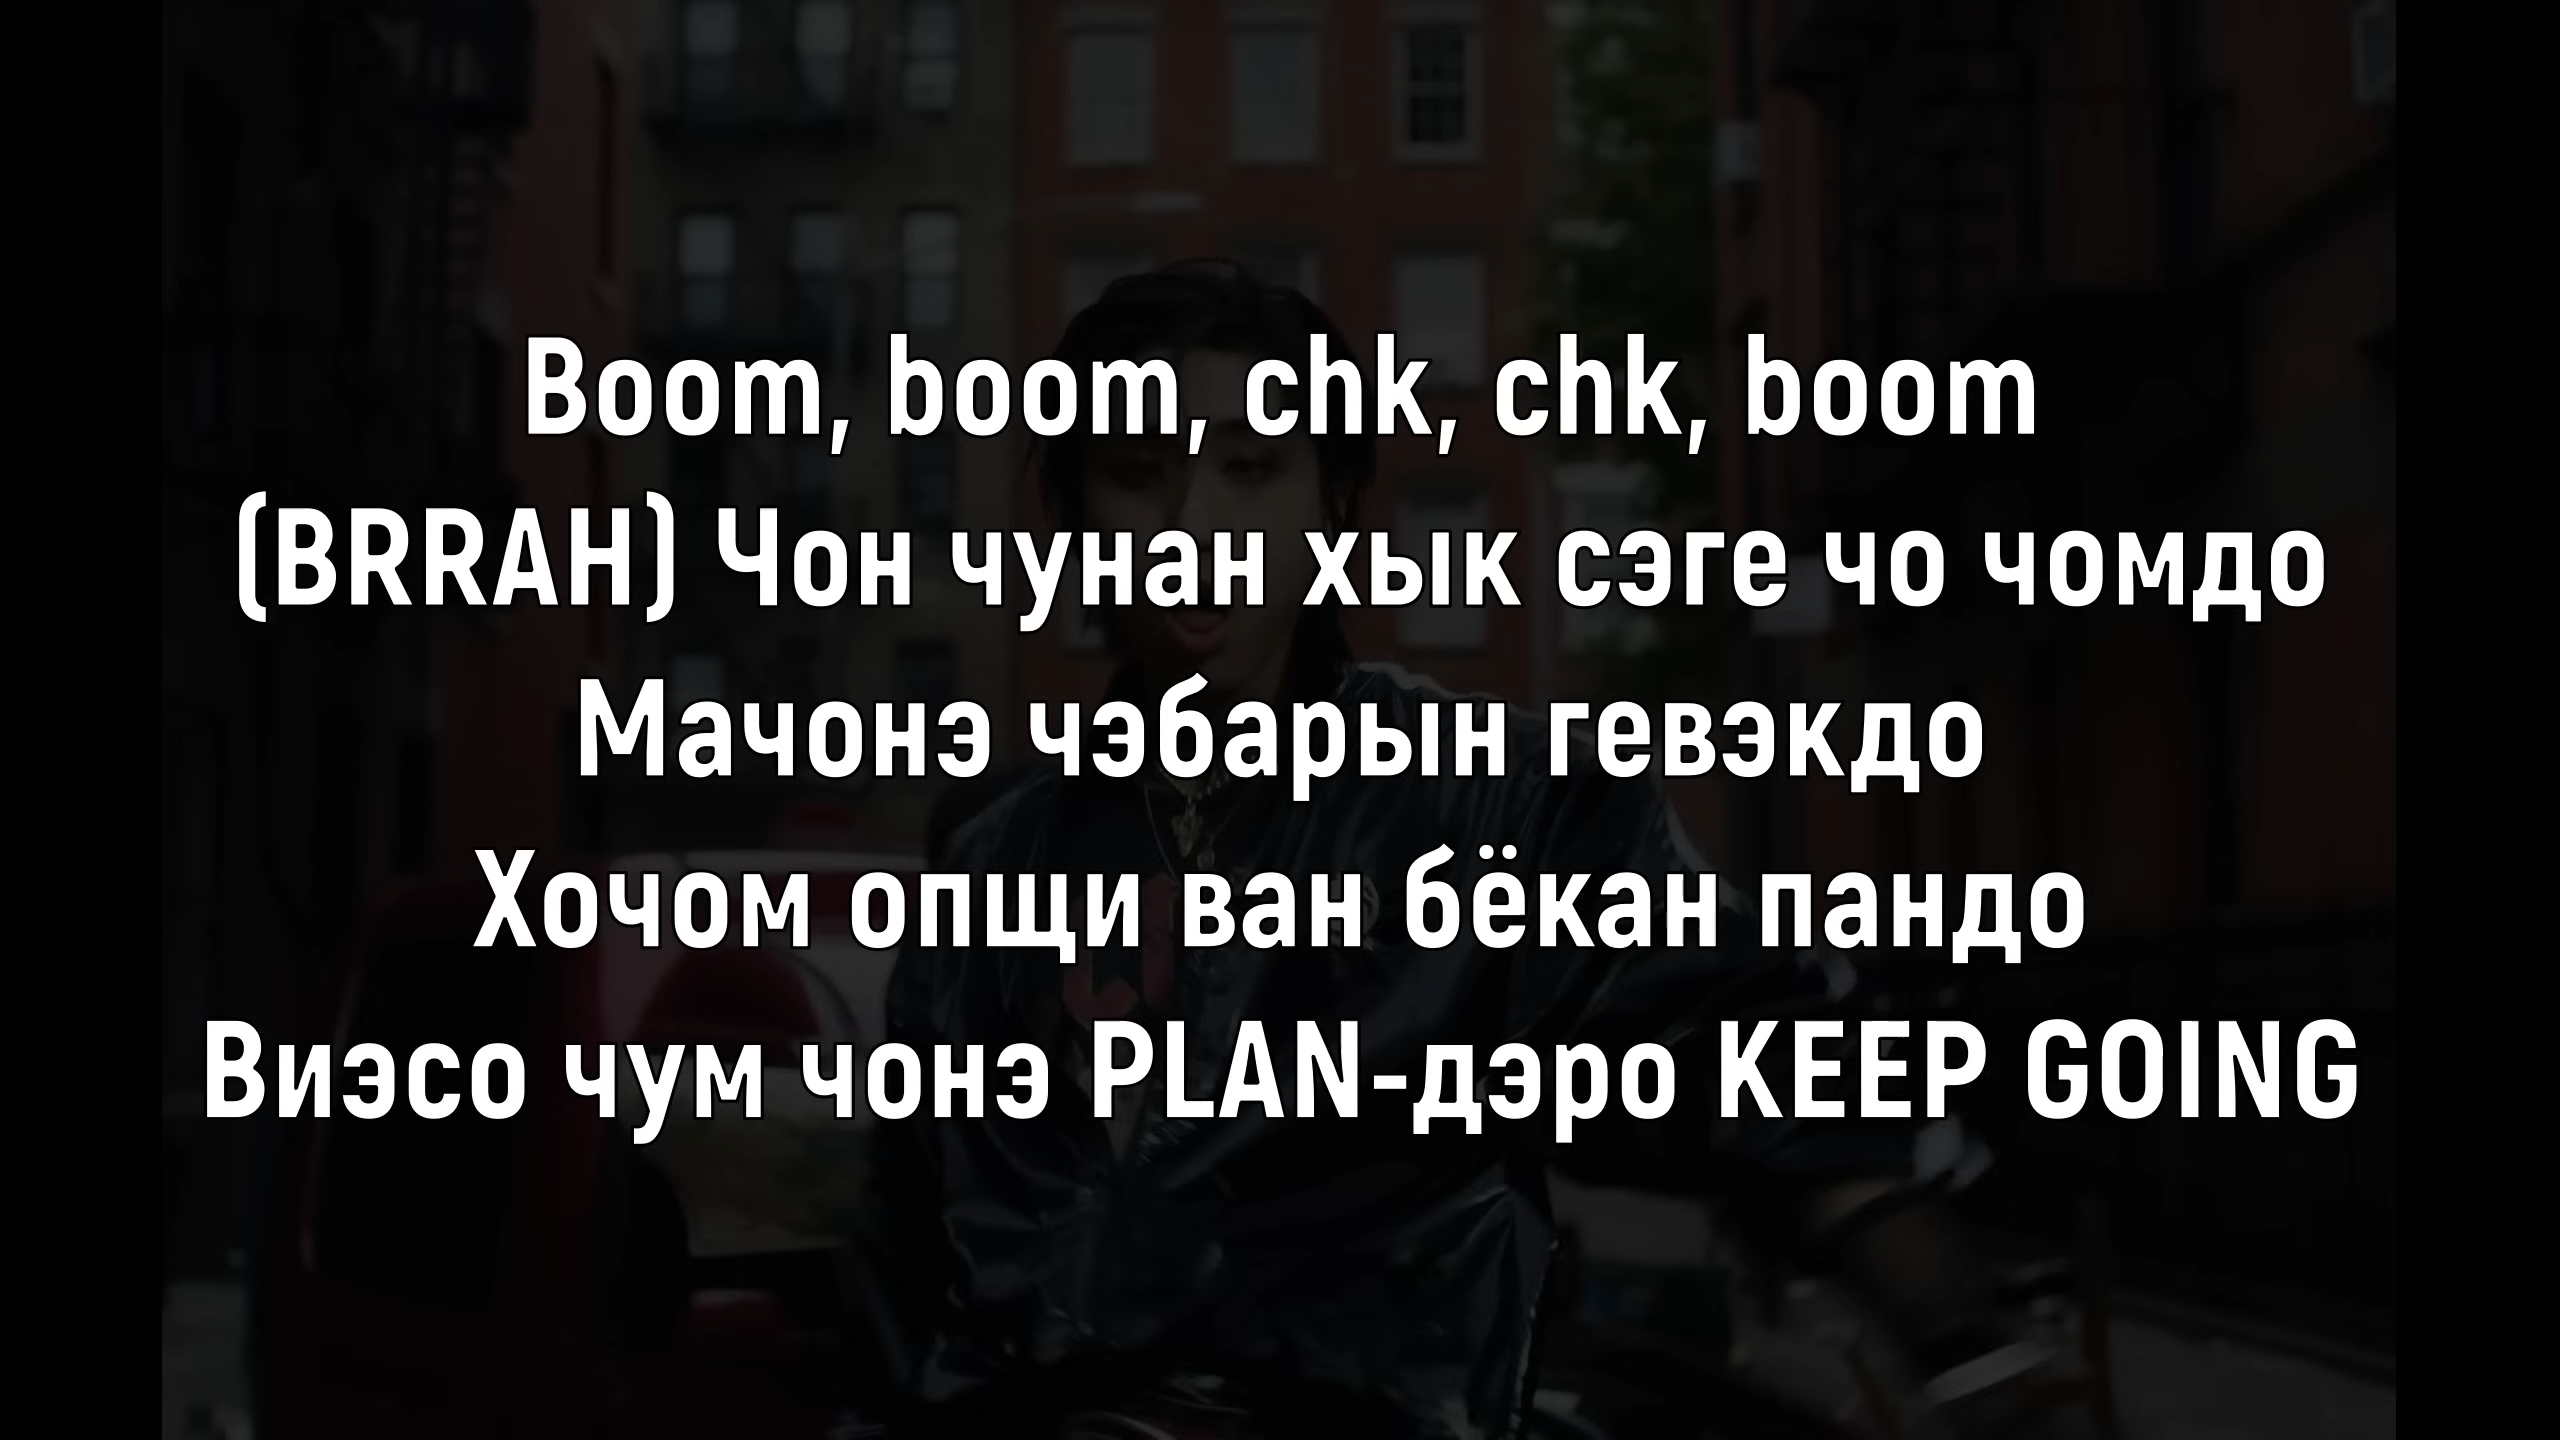 Boom, boom, chk, chk, boom
(BRRAH) Чон чунан хык сэге чо чомдо
Мачонэ чэбарын гевэкдо
Хочом опщи ван бёкан пандо
Виэсо чум чонэ PLAN-дэро KEEP GOING